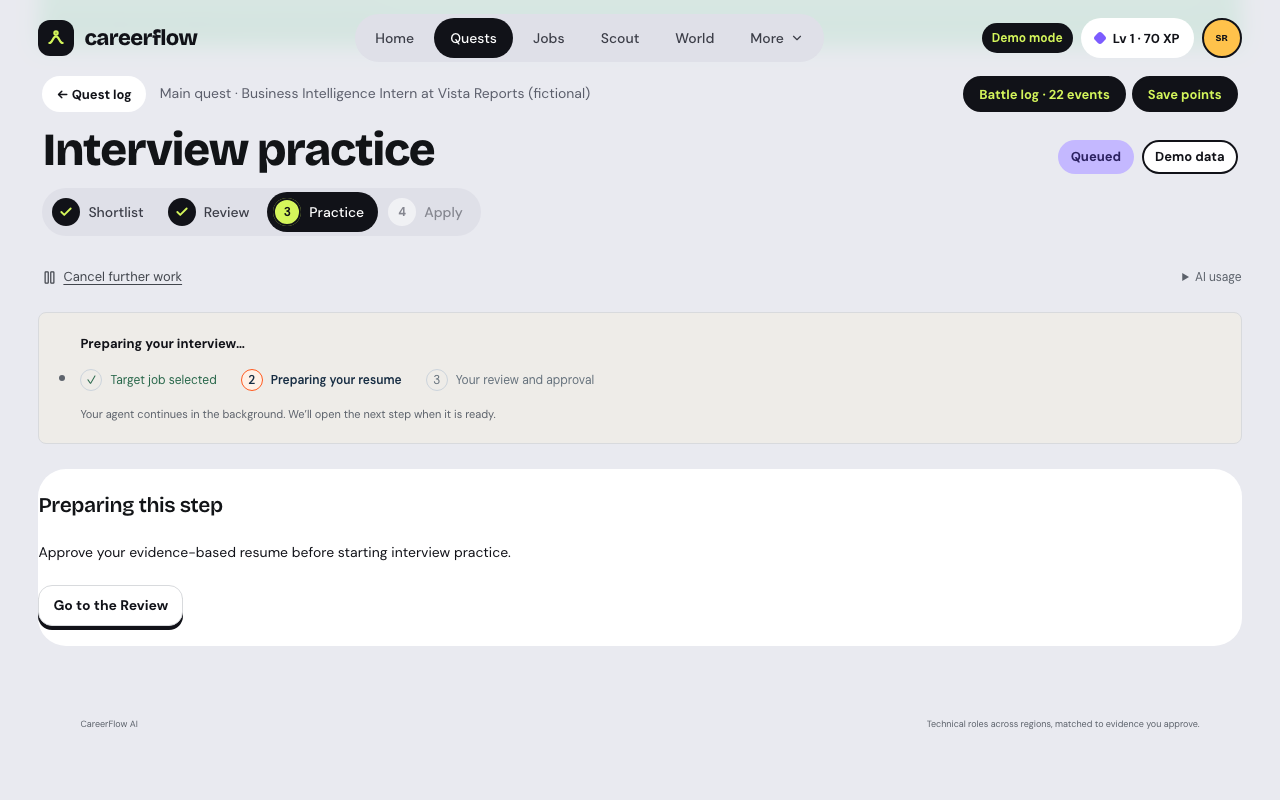 careerflow
Home Quests Jobs Scout World More
Demo mode Lv 1 · 70 XP SR
← Quest log Main quest · Business Intelligence Intern at Vista Reports (fictional) Battle log · 22 events Save points
Interview practice
Queued Demo data
✓ Shortlist ✓ Review 3 Practice 4 Apply
Cancel further work ▶ AI usage
Preparing your interview...
✓ Target job selected 2 Preparing your resume 3 Your review and approval
Your agent continues in the background. We'll open the next step when it is ready.
Preparing this step
Approve your evidence-based resume before starting interview practice.
Go to the Review
CareerFlow AI Technical roles across regions, matched to evidence you approve.